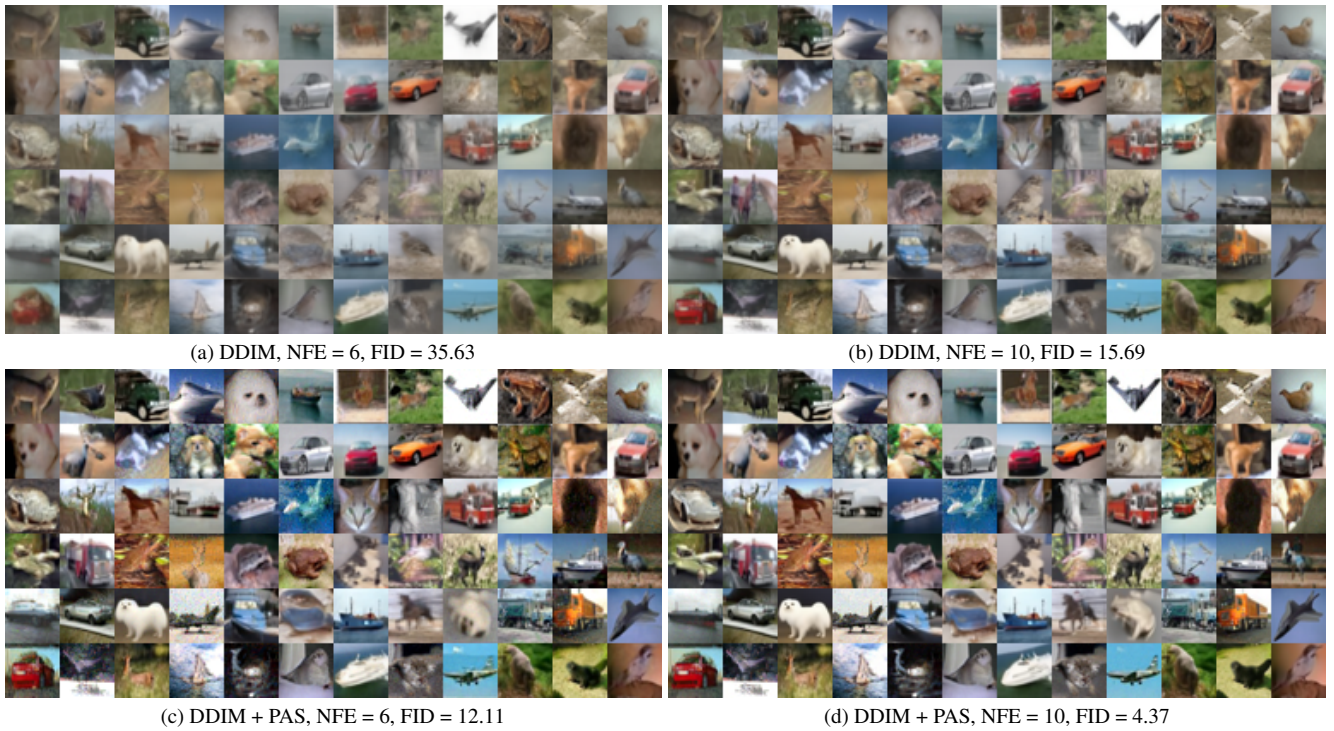 (a) DDIM, NFE = 6, FID = 35.63
(b) DDIM, NFE = 10, FID = 15.69
(c) DDIM + PAS, NFE = 6, FID = 12.11
(d) DDIM + PAS, NFE = 10, FID = 4.37